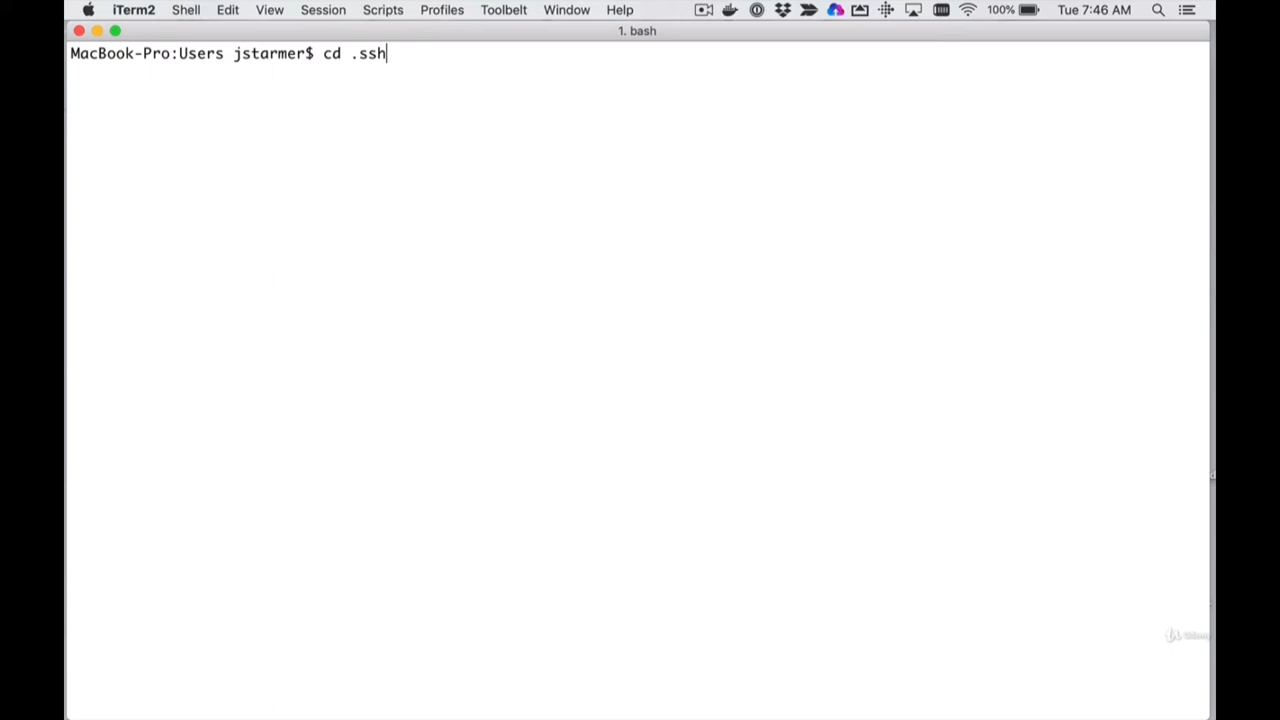 iTerm2 Shell Edit View Session Scripts Profiles Toolbelt Window Help 100% Tue 7:46 AM
1. bash
MacBook-Pro:Users jstarmer$ cd .ssh
Udemy